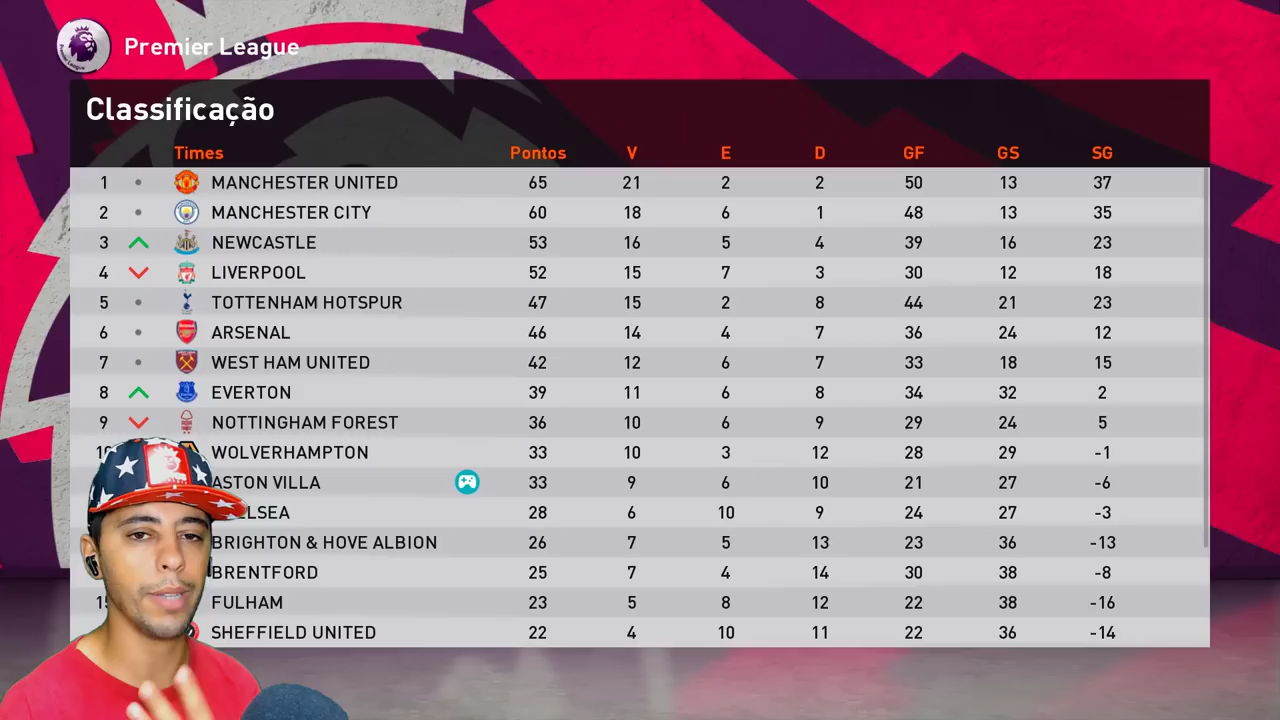 Premier League
Classificação
Times Pontos V E D GF GS SG
1 MANCHESTER UNITED 65 21 2 2 50 13 37
2 MANCHESTER CITY 60 18 6 1 48 13 35
3 NEWCASTLE 53 16 5 4 39 16 23
4 LIVERPOOL 52 15 7 3 30 12 18
5 TOTTENHAM HOTSPUR 47 15 2 8 44 21 23
6 ARSENAL 46 14 4 7 36 24 12
7 WEST HAM UNITED 42 12 6 7 33 18 15
8 EVERTON 39 11 6 8 34 32 2
9 NOTTINGHAM FOREST 36 10 6 9 29 24 5
10 WOLVERHAMPTON 33 10 3 12 28 29 -1
ASTON VILLA 33 9 6 10 21 27 -6
ELSEA 28 6 10 9 24 27 -3
BRIGHTON & HOVE ALBION 26 7 5 13 23 36 -13
BRENTFORD 25 7 4 14 30 38 -8
15 FULHAM 23 5 8 12 22 38 -16
SHEFFIELD UNITED 22 4 10 11 22 36 -14